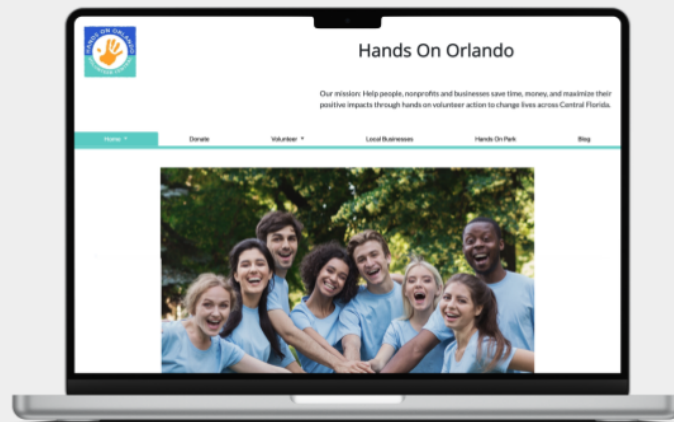 HANDS ON ORLANDO
VOLUNTEER CENTRAL
Hands On Orlando
Our mission: Help people, nonprofits and businesses save time, money, and maximize their
positive impacts through hands on volunteer action to change lives across Central Florida.
Home
Donate
Volunteer
Local Businesses
Hands On Park
Blog